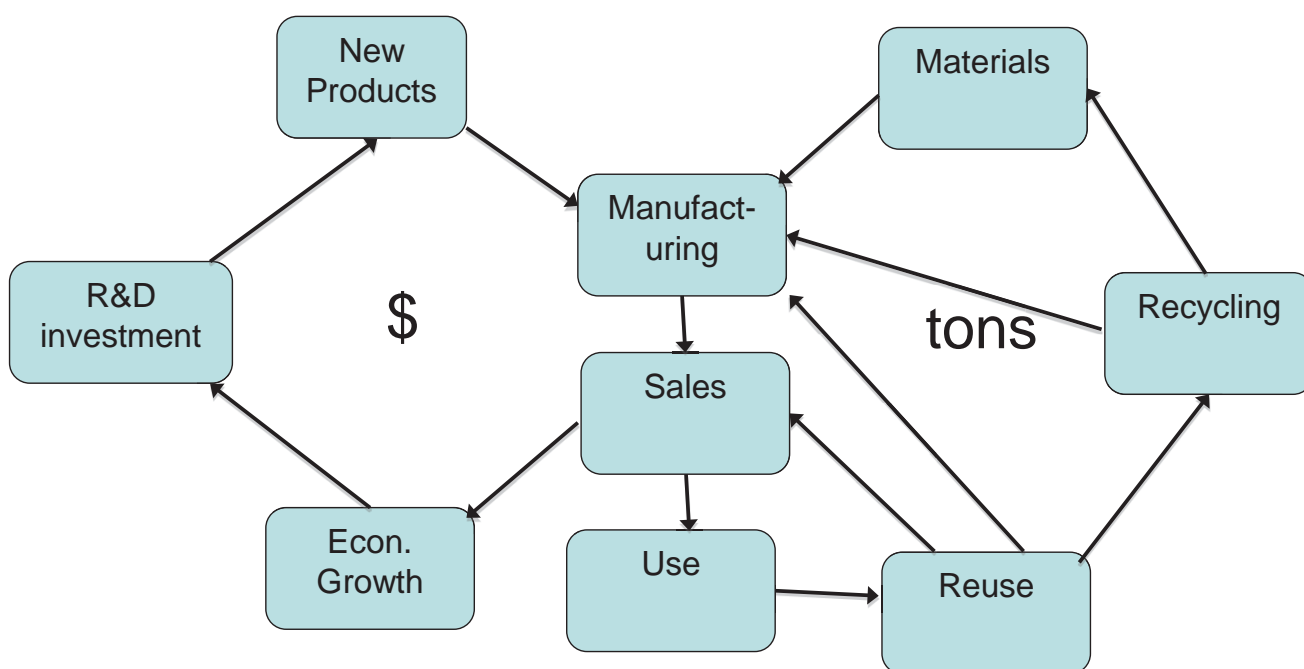 New
Products
Materials
Manufact-
uring
R&D
investment
$
tons
Recycling
Sales
Econ.
Growth
Use
Reuse